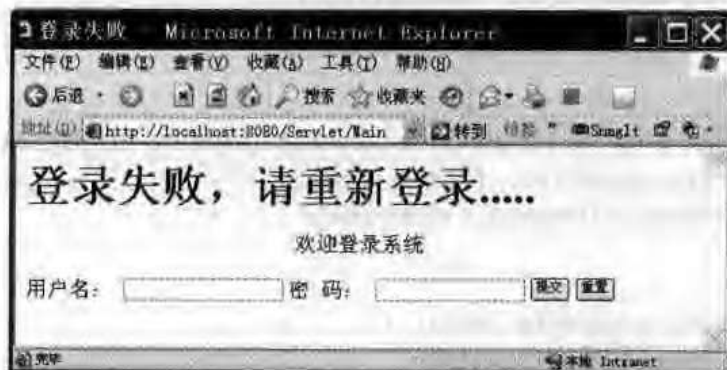 登录失败 - Microsoft Internet Explorer
文件(F) 编辑(E) 查看(V) 收藏(A) 工具(T) 帮助(H)
后退 搜索 收藏夹
地址(D) http://localhost:8080/Servlet/Main 转到 链接 » SnagIt
登录失败，请重新登录.....
欢迎登录系统
用户名： 密 码： 提交 重置
完毕 本地 Intranet